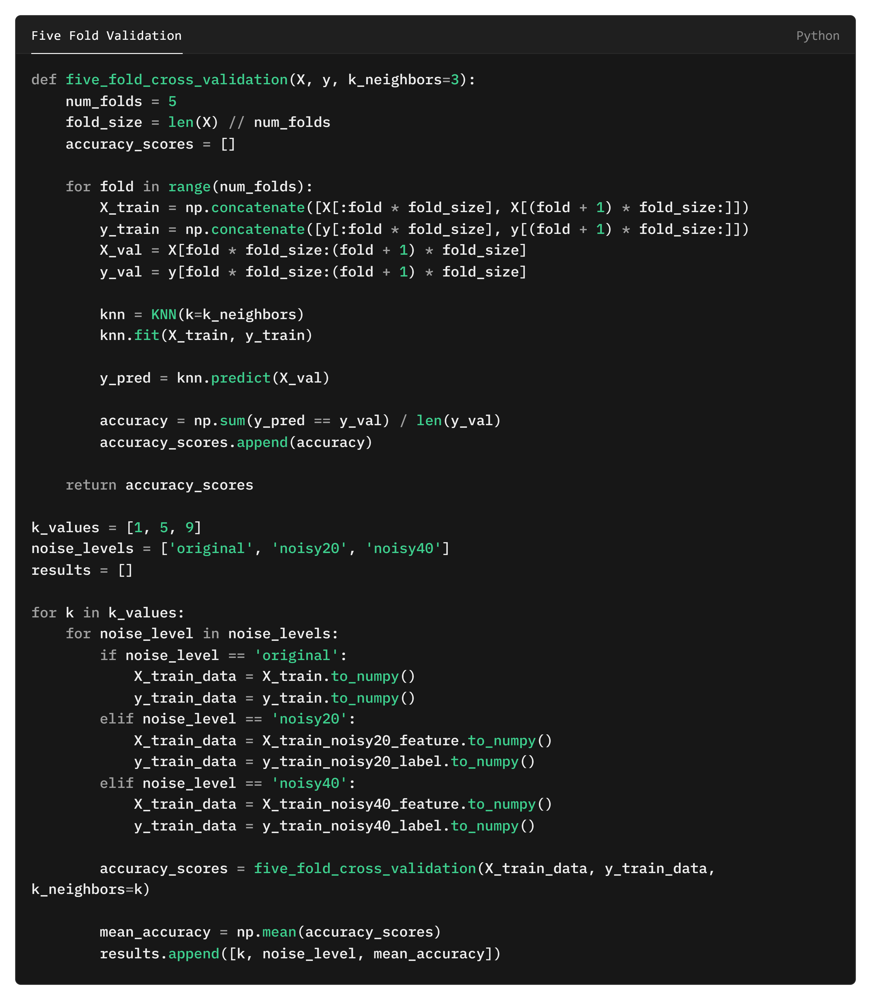 Five Fold Validation
Python
def five_fold_cross_validation(X, y, k_neighbors=3):
    num_folds = 5
    fold_size = len(X) // num_folds
    accuracy_scores = []

    for fold in range(num_folds):
        X_train = np.concatenate([X[:fold * fold_size], X[(fold + 1) * fold_size:]])
        y_train = np.concatenate([y[:fold * fold_size], y[(fold + 1) * fold_size:]])
        X_val = X[fold * fold_size:(fold + 1) * fold_size]
        y_val = y[fold * fold_size:(fold + 1) * fold_size]

        knn = KNN(k=k_neighbors)
        knn.fit(X_train, y_train)

        y_pred = knn.predict(X_val)

        accuracy = np.sum(y_pred == y_val) / len(y_val)
        accuracy_scores.append(accuracy)

    return accuracy_scores

k_values = [1, 5, 9]
noise_levels = ['original', 'noisy20', 'noisy40']
results = []

for k in k_values:
    for noise_level in noise_levels:
        if noise_level == 'original':
            X_train_data = X_train.to_numpy()
            y_train_data = y_train.to_numpy()
        elif noise_level == 'noisy20':
            X_train_data = X_train_noisy20_feature.to_numpy()
            y_train_data = y_train_noisy20_label.to_numpy()
        elif noise_level == 'noisy40':
            X_train_data = X_train_noisy40_feature.to_numpy()
            y_train_data = y_train_noisy40_label.to_numpy()

        accuracy_scores = five_fold_cross_validation(X_train_data, y_train_data,
k_neighbors=k)

        mean_accuracy = np.mean(accuracy_scores)
        results.append([k, noise_level, mean_accuracy])